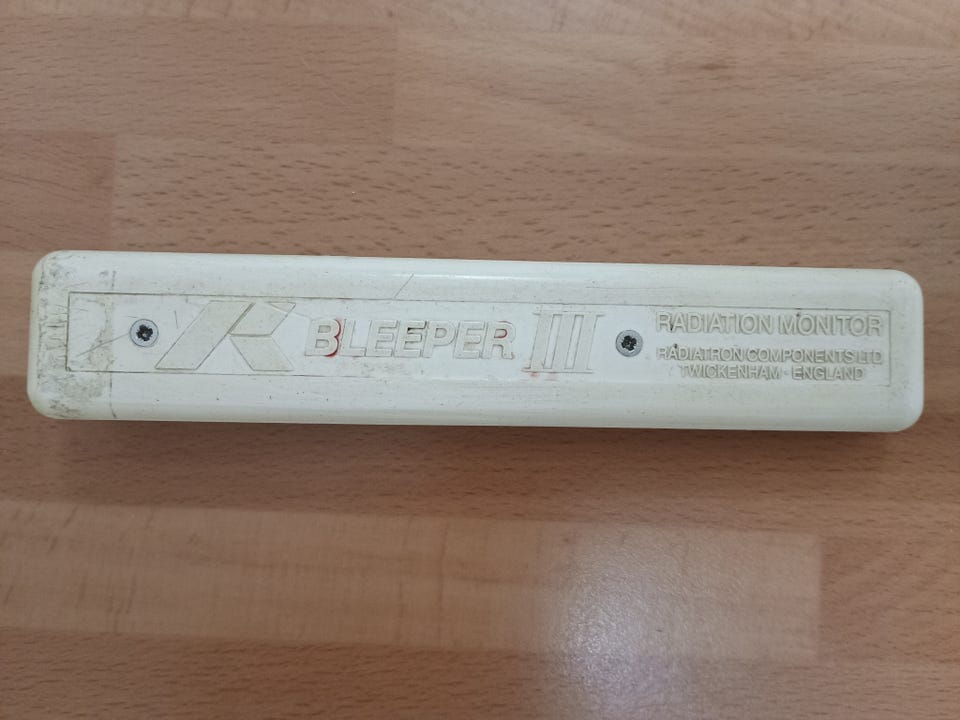 BLEEPER III
RADIATION MONITOR
RADIATRON COMPONENTS LTD
TWICKENHAM · ENGLAND